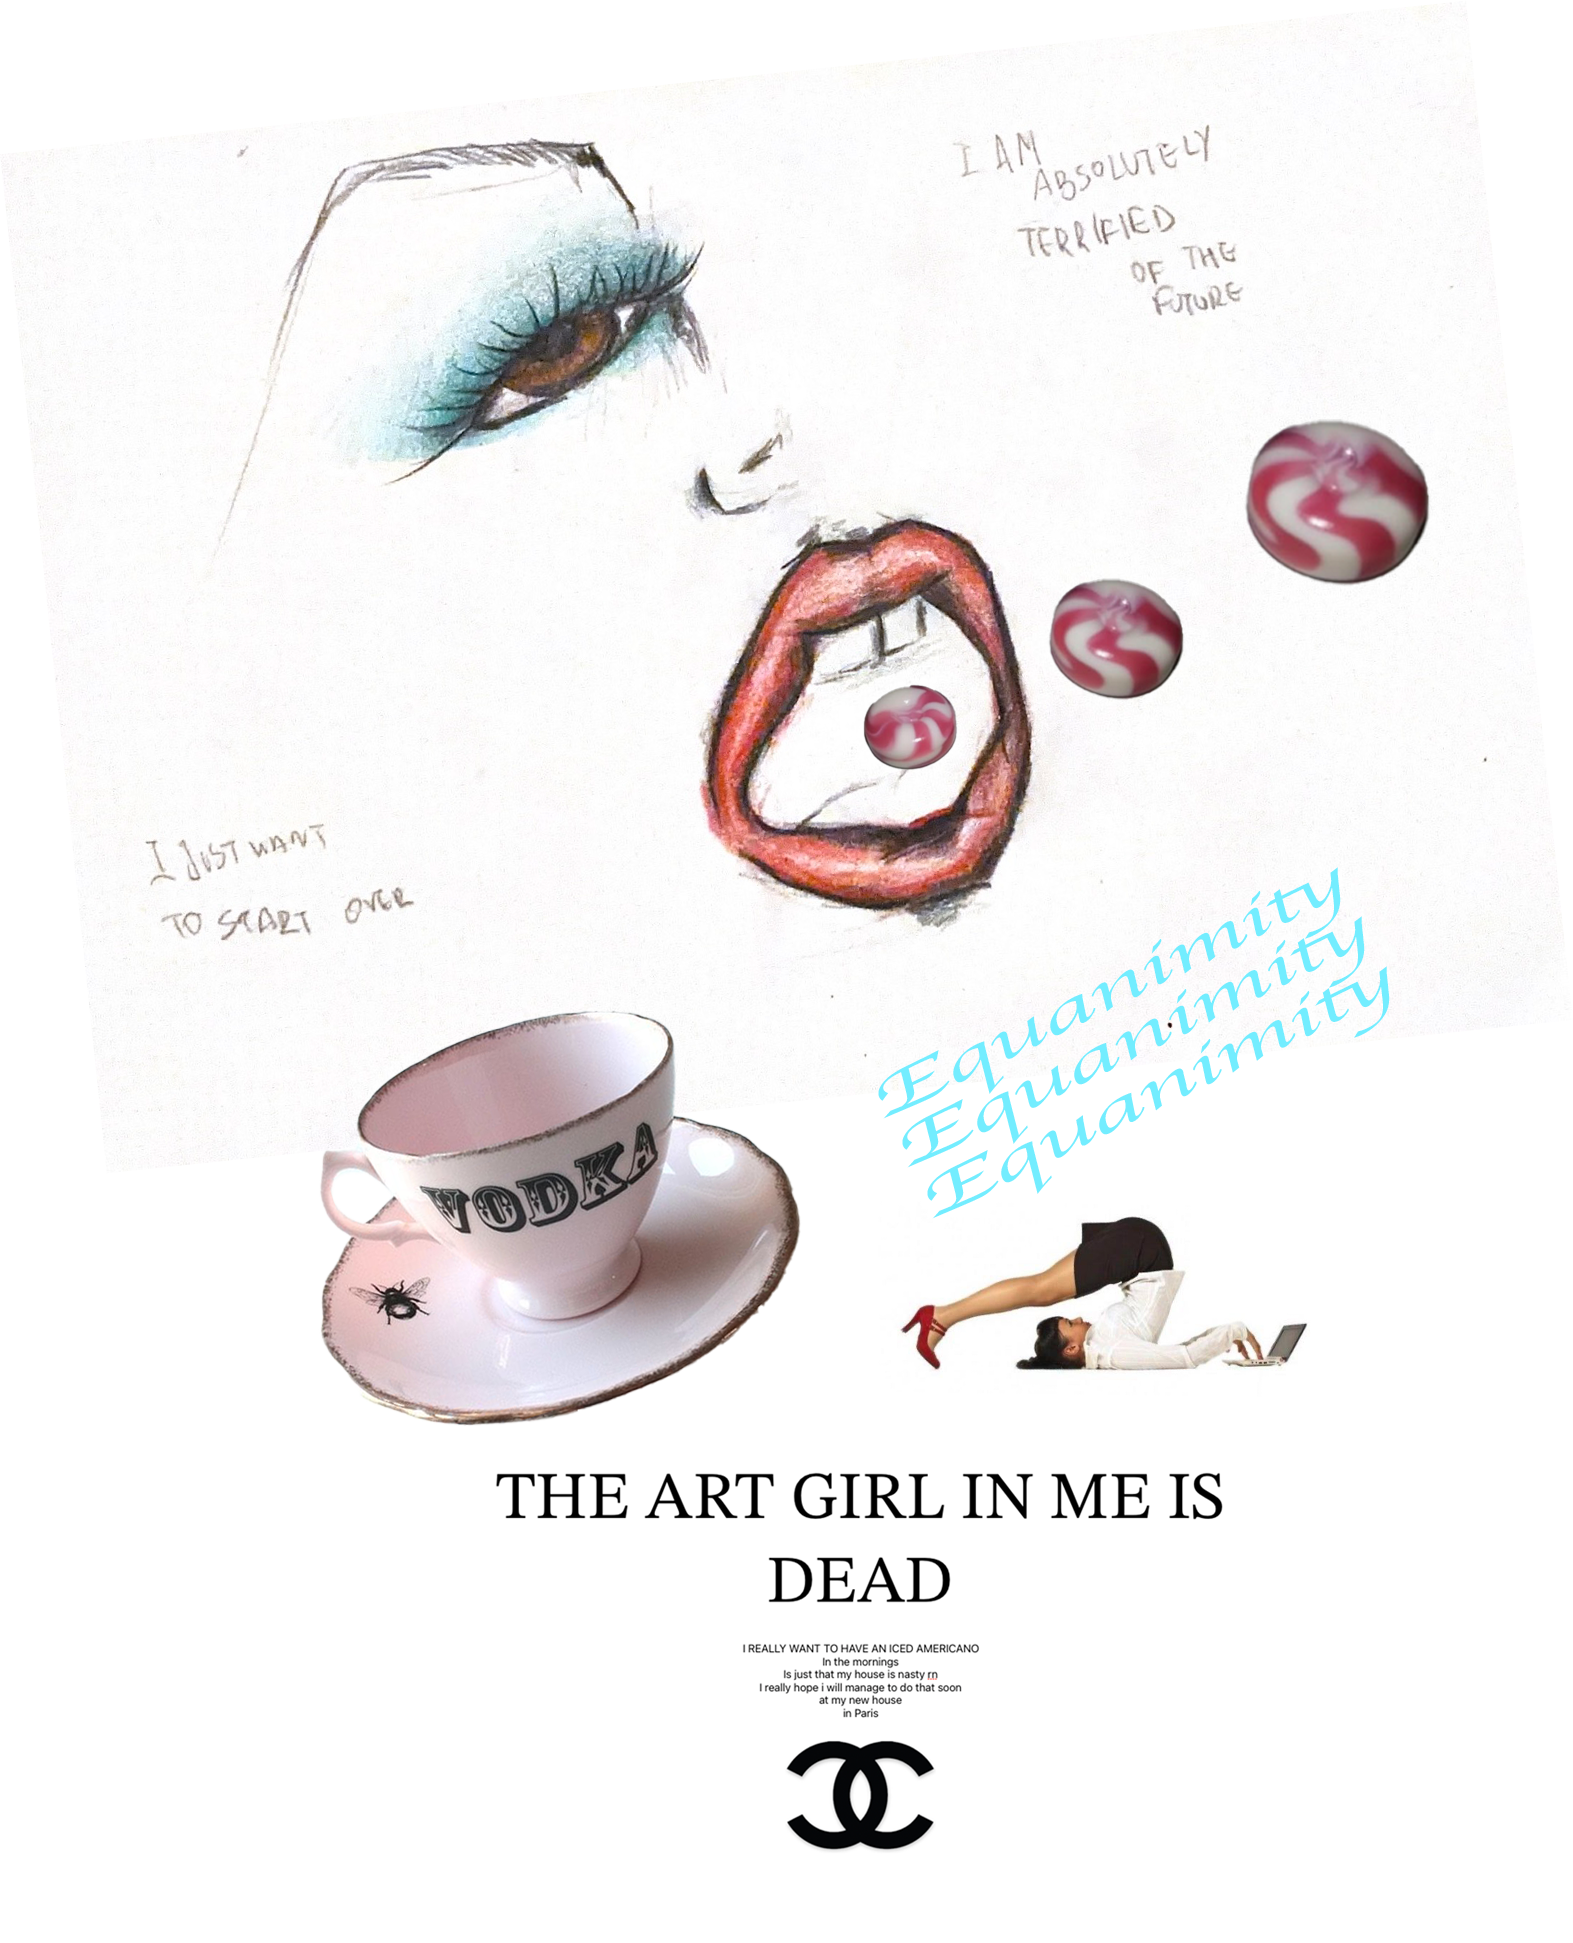 I AM
ABSOLUTELY
TERRIFIED
OF THE
FUTURE
I JUST WANT
TO START OVER
Equanimity
Equanimity
Equanimity
VODKA
THE ART GIRL IN ME IS
DEAD
I REALLY WANT TO HAVE AN ICED AMERICANO
In the mornings
Is just that my house is nasty rn
I really hope i will manage to do that soon
at my new house
in Paris